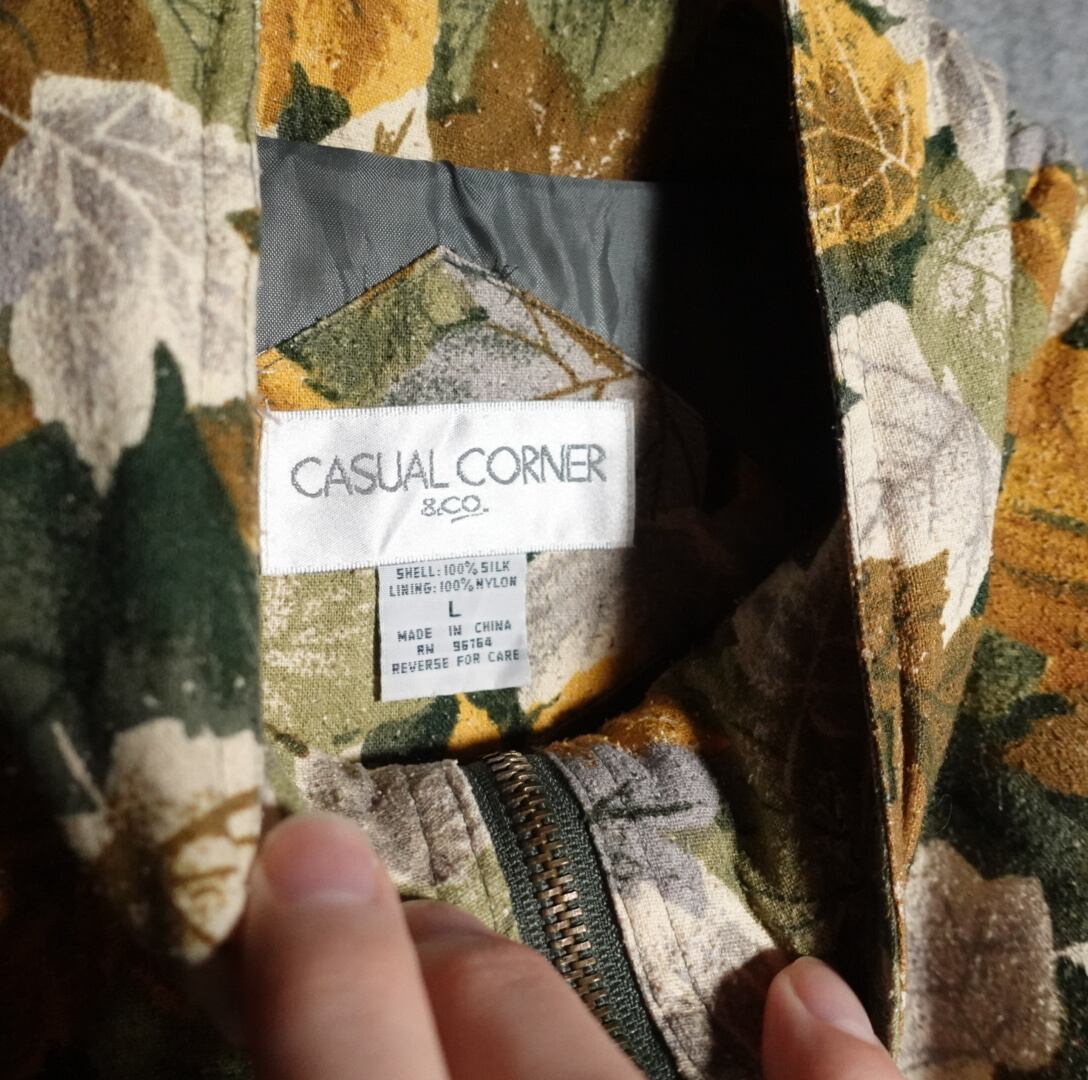 CASUAL CORNER
&CO.
SHELL:100% SILK
LINING:100% NYLON
L
MADE IN CHINA
RN 96764
REVERSE FOR CARE